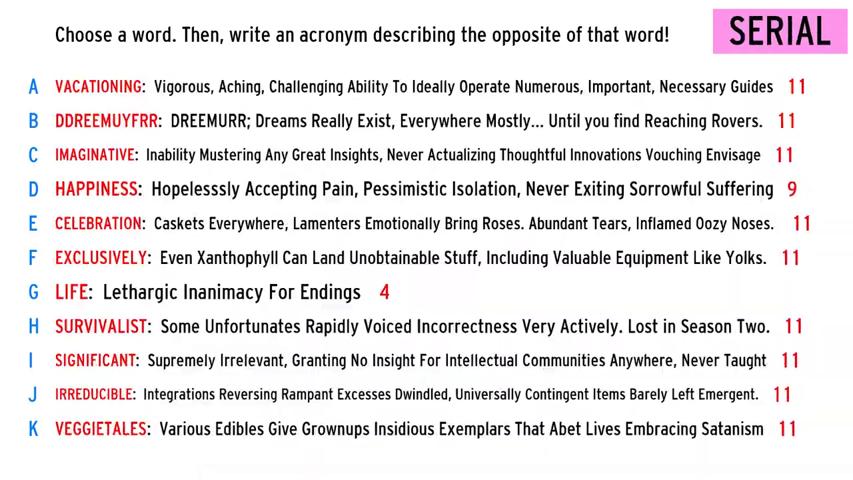 Choose a word. Then, write an acronym describing the opposite of that word!
SERIAL
A VACATIONING: Vigorous, Aching, Challenging Ability To Ideally Operate Numerous, Important, Necessary Guides 11
B DDREEMUYFRR: DREEMURR; Dreams Really Exist, Everywhere Mostly... Until you find Reaching Rovers. 11
C IMAGINATIVE: Inability Mustering Any Great Insights, Never Actualizing Thoughtful Innovations Vouching Envisage 11
D HAPPINESS: Hopelesssly Accepting Pain, Pessimistic Isolation, Never Exiting Sorrowful Suffering 9
E CELEBRATION: Caskets Everywhere, Lamenters Emotionally Bring Roses. Abundant Tears, Inflamed Oozy Noses. 11
F EXCLUSIVELY: Even Xanthophyll Can Land Unobtainable Stuff, Including Valuable Equipment Like Yolks. 11
G LIFE: Lethargic Inanimacy For Endings 4
H SURVIVALIST: Some Unfortunates Rapidly Voiced Incorrectness Very Actively. Lost in Season Two. 11
I SIGNIFICANT: Supremely Irrelevant, Granting No Insight For Intellectual Communities Anywhere, Never Taught 11
J IRREDUCIBLE: Integrations Reversing Rampant Excesses Dwindled, Universally Contingent Items Barely Left Emergent. 11
K VEGGIETALES: Various Edibles Give Grownups Insidious Exemplars That Abet Lives Embracing Satanism 11